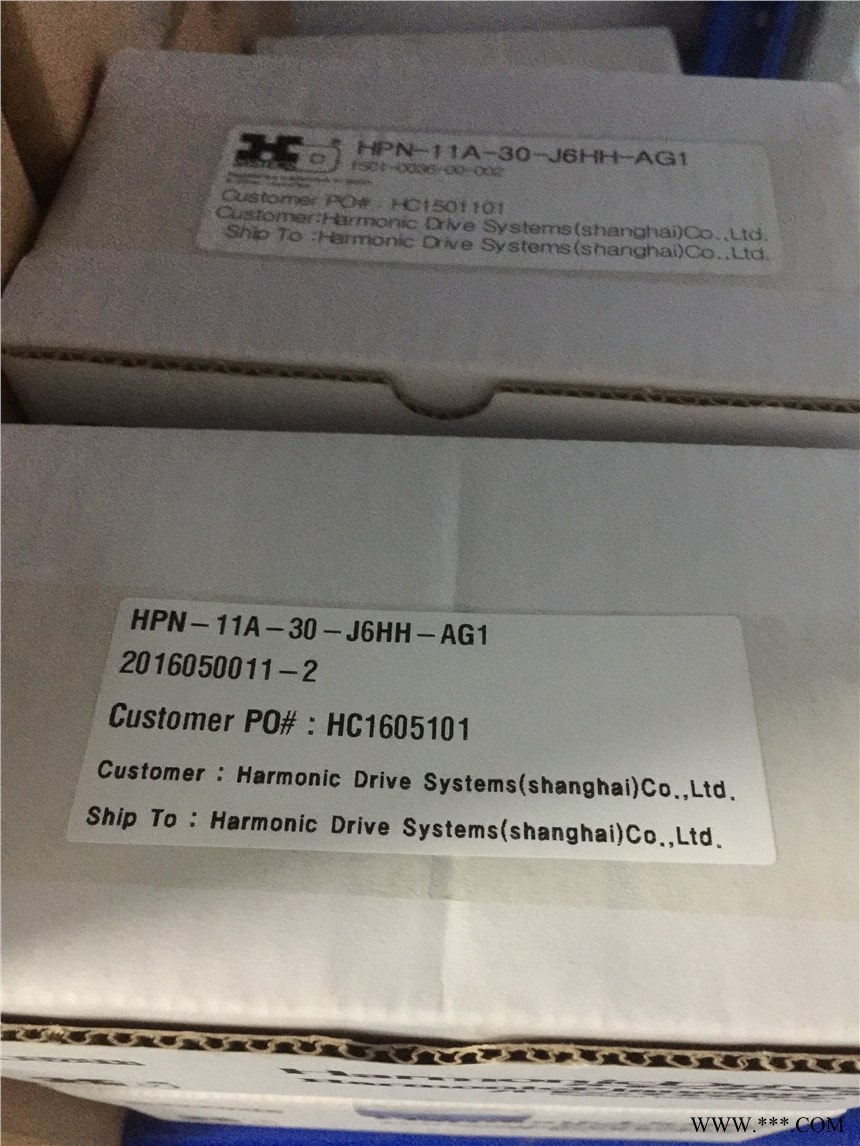 HPN-11A-30-J6HH-AG1
1501-0036-00-002
SYSTEMS
Customer PO# : HC1501101
Customer:Harmonic Drive Systems(shanghai)Co.,Ltd.
Ship To :Harmonic Drive Systems(shanghai)Co.,Ltd.
HPN-11A-30-J6HH-AG1
2016050011-2
Customer PO# : HC1605101
Customer : Harmonic Drive Systems(shanghai)Co.,Ltd.
Ship To : Harmonic Drive Systems(shanghai)Co.,Ltd.
WWW.***.COM